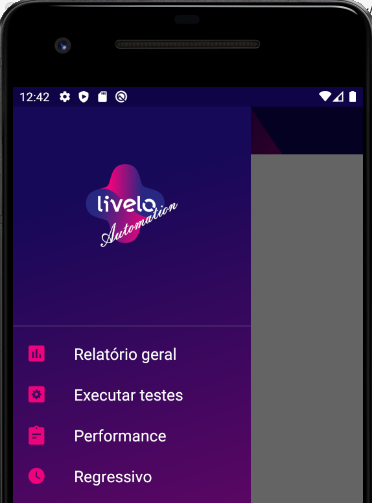 12:42
livelo
Automation
Relatório geral
Executar testes
Performance
Regressivo